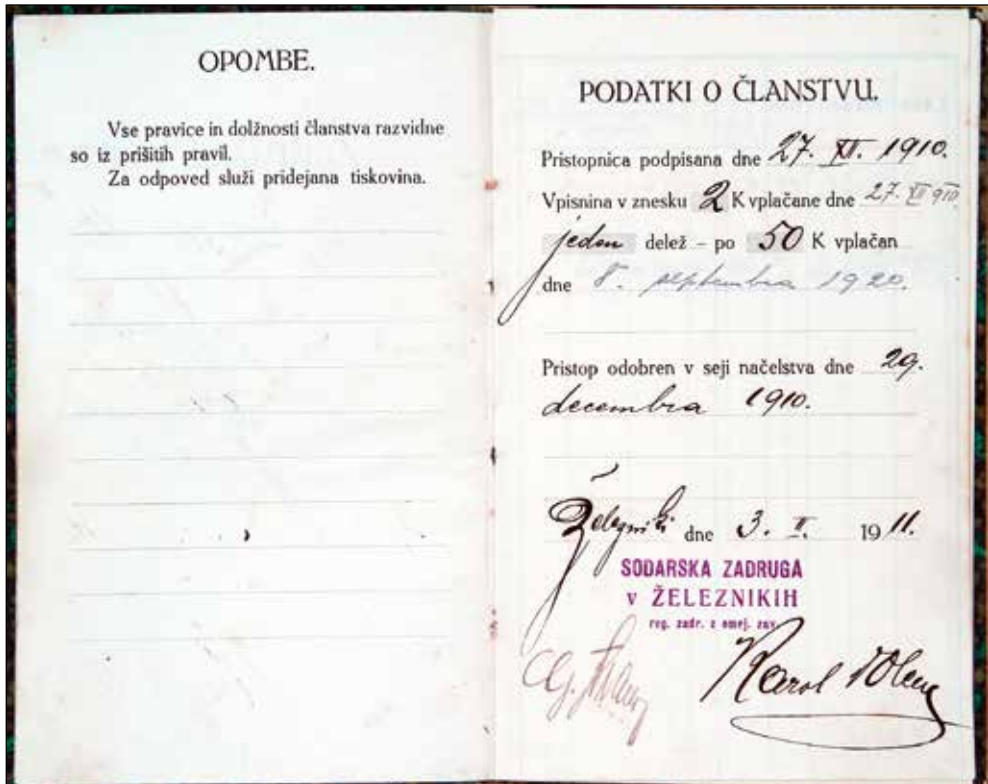 OPOMBE.
Vse pravice in dolžnosti članstva razvidne
so iz prišitih pravil.
Za odpoved služi pridejana tiskovina.
PODATKI O ČLANSTVU.
Pristopnica podpisana dne 27. XI. 1910.
Vpisnina v znesku 2 K vplačane dne 27. XII 910.
jeden delež - po 50 K vplačan
dne 8. septembra 1920.
Pristop odobren v seji načelstva dne 29.
decembra 1910.
Železniki dne 3. II. 1911.
SODARSKA ZADRUGA
v ŽELEZNIKIH
reg. zadr. z omej. zav.
Karol